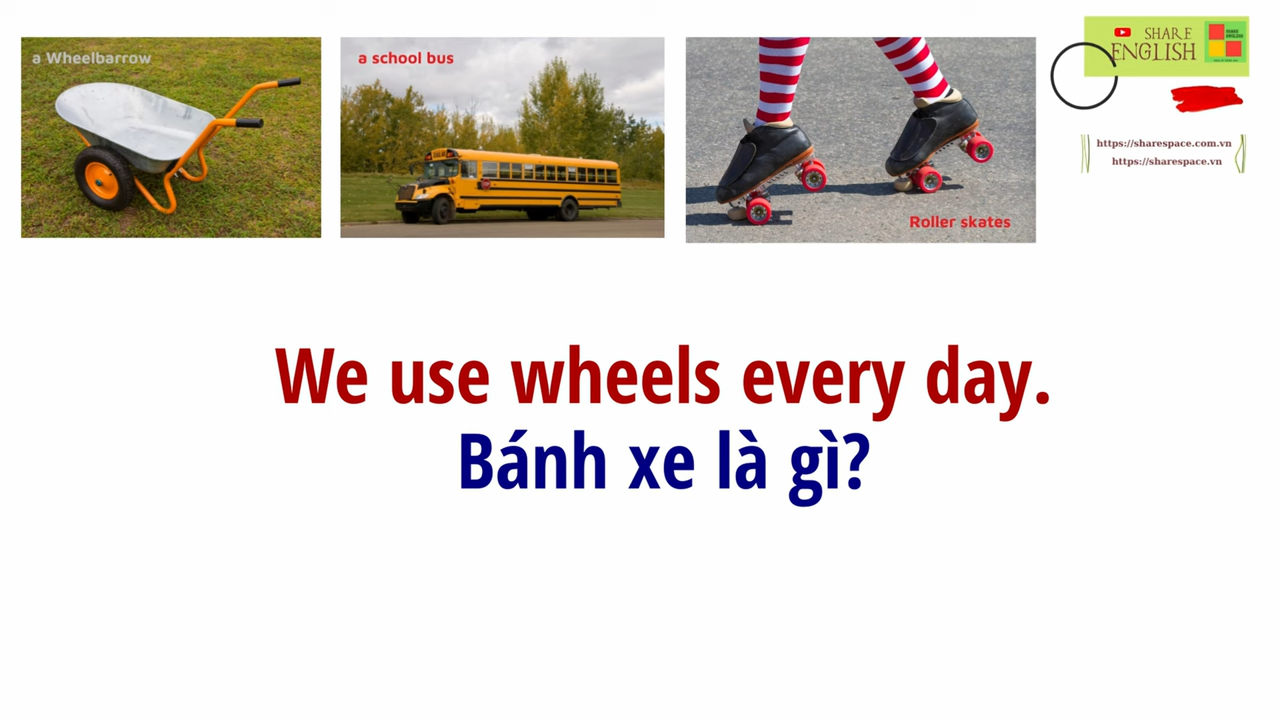 a Wheelbarrow
a school bus
Roller skates
SHARE
ENGLISH
https://sharespace.com.vn
https://sharespace.vn
We use wheels every day.
Bánh xe là gì?